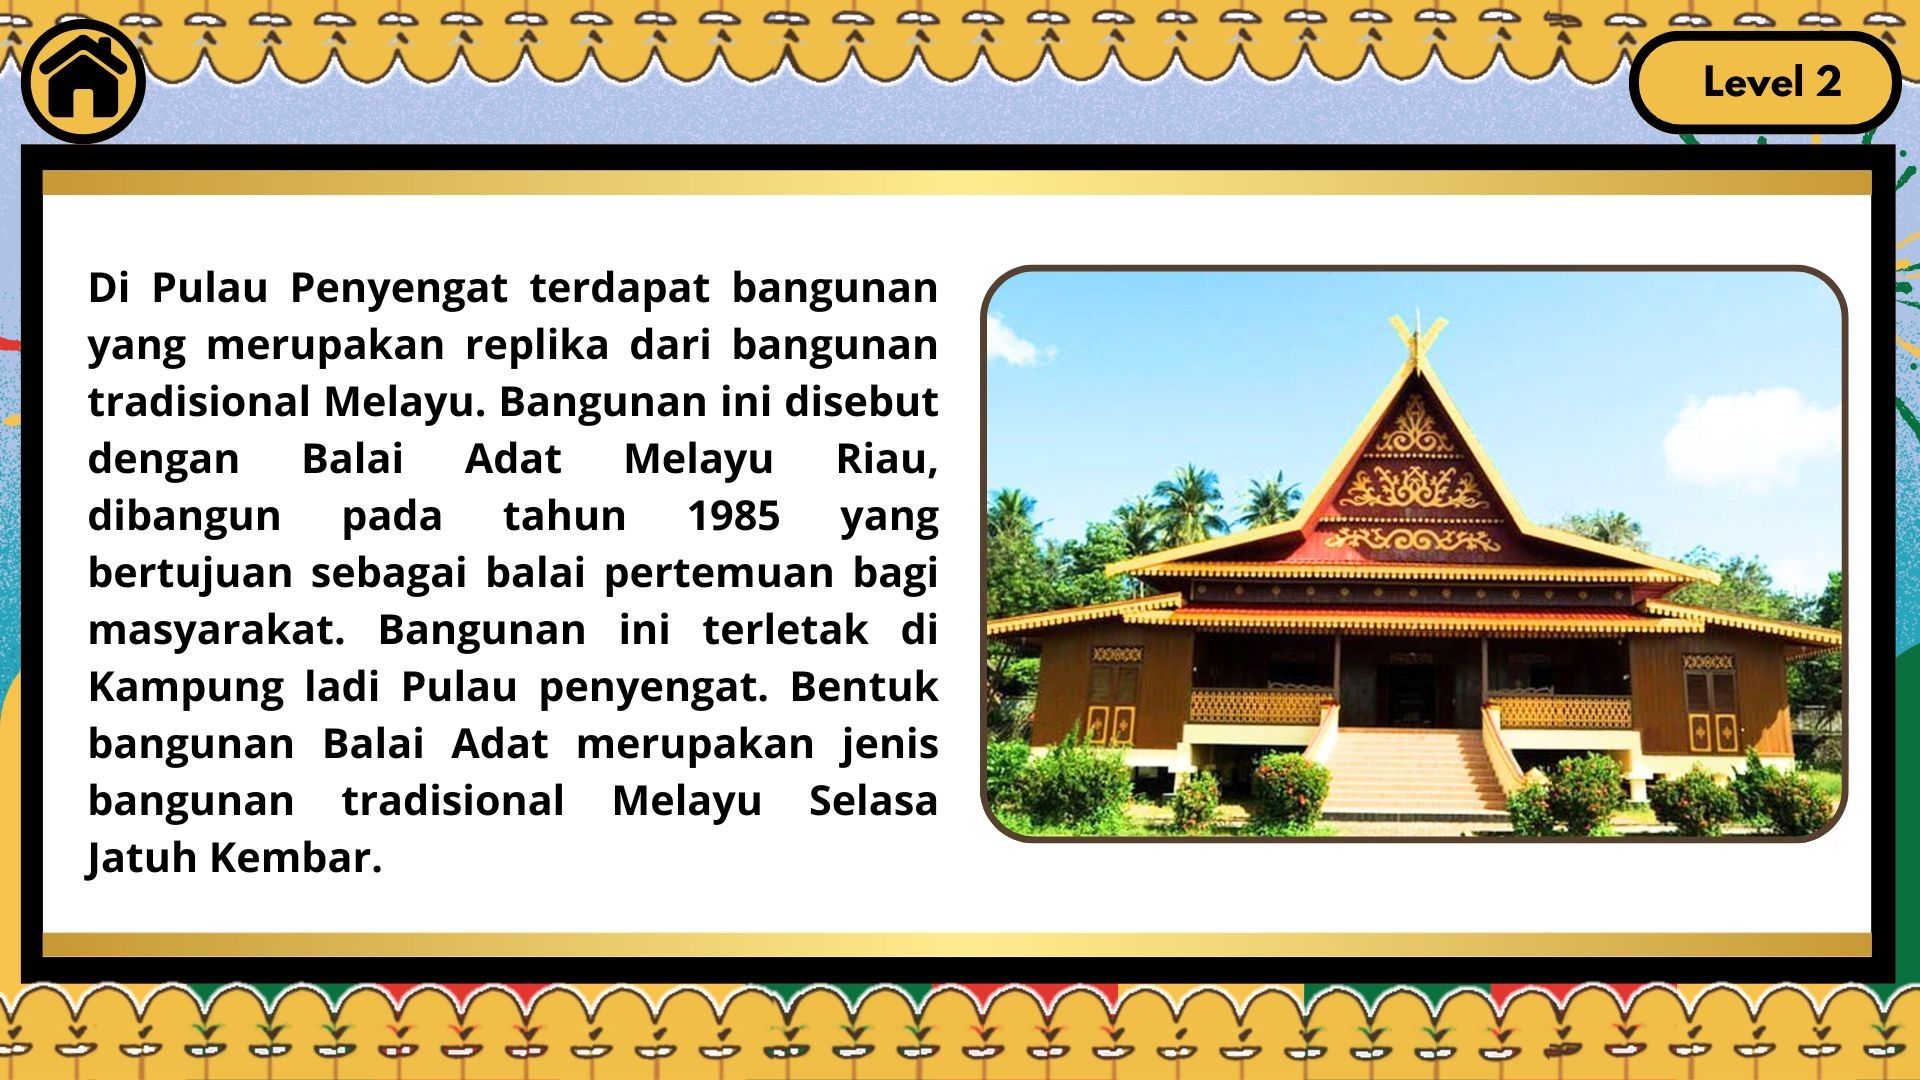 Level 2
Di Pulau Penyengat terdapat bangunan
yang merupakan replika dari bangunan
tradisional Melayu. Bangunan ini disebut
dengan Balai Adat Melayu Riau,
dibangun pada tahun 1985 yang
bertujuan sebagai balai pertemuan bagi
masyarakat. Bangunan ini terletak di
Kampung ladi Pulau penyengat. Bentuk
bangunan Balai Adat merupakan jenis
bangunan tradisional Melayu Selasa
Jatuh Kembar.